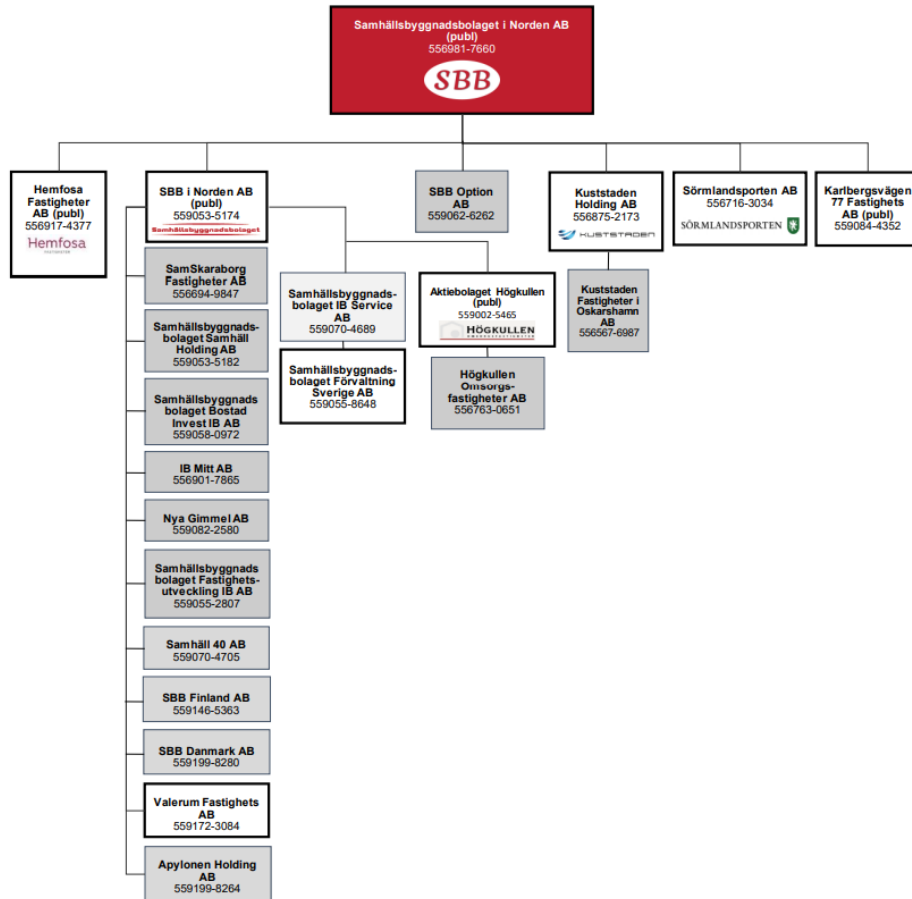 Samhällsbyggnadsbolaget i Norden AB
(publ)
556981-7660
SBB
Hemfosa
Fastigheter
AB (publ)
556917-4377
Hemfosa
SBB i Norden AB
(publ)
559053-5174
Samhällsbyggnadsbolaget
SBB Option
AB
559062-6262
Kuststaden
Holding AB
556875-2173
KUSTSTADEN
Sörmlandsporten AB
556716-3034
SÖRMLANDSPORTEN
Karlbergsvägen
77 Fastighets
AB (publ)
559084-4352
SamSkaraborg
Fastigheter AB
556694-9847
Samhällsbyggnads-
bolaget Samhäll
Holding AB
559053-5182
Samhällsbyggnads
bolaget Bostad
Invest IB AB
559058-0972
IB Mitt AB
556901-7865
Nya Gimmel AB
559082-2580
Samhällsbyggnads
bolaget Fastighets-
utveckling IB AB
559055-2807
Samhäll 40 AB
559070-4705
SBB Finland AB
559146-5363
SBB Danmark AB
559199-8280
Valerum Fastighets
AB
559172-3084
Apylonen Holding
AB
559199-8264
Samhällsbyggnads-
bolaget IB Service
AB
559070-4689
Samhällsbyggnads-
bolaget Förvaltning
Sverige AB
559055-8648
Aktiebolaget Högkullen
(publ)
559002-5465
HÖGKULLEN
Högkullen
Omsorgs-
fastigheter AB
556763-0651
Kuststaden
Fastigheter i
Oskarshamn
AB
556567-6987